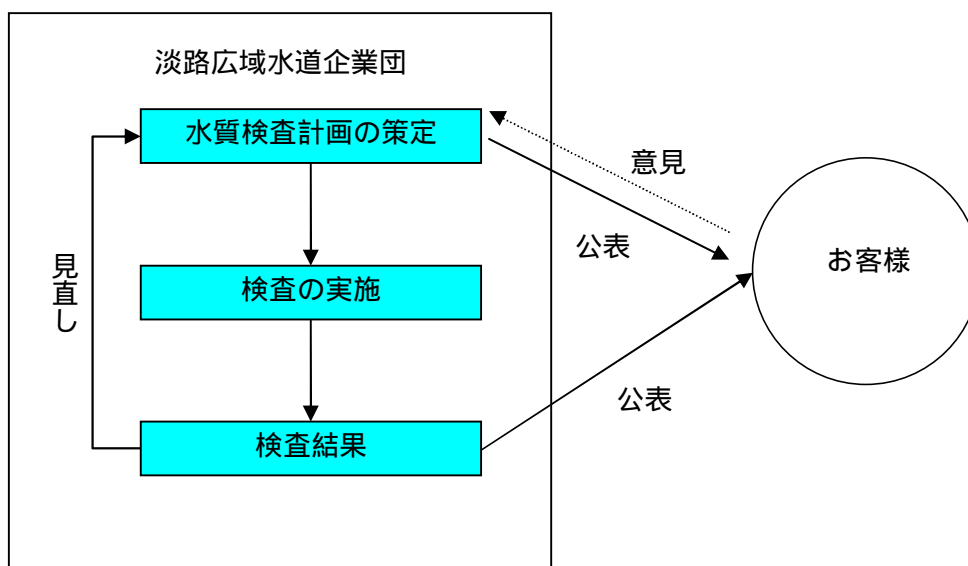 淡路広域水道企業団
水質検査計画の策定
意見
公表
お客様
見直し
検査の実施
公表
検査結果